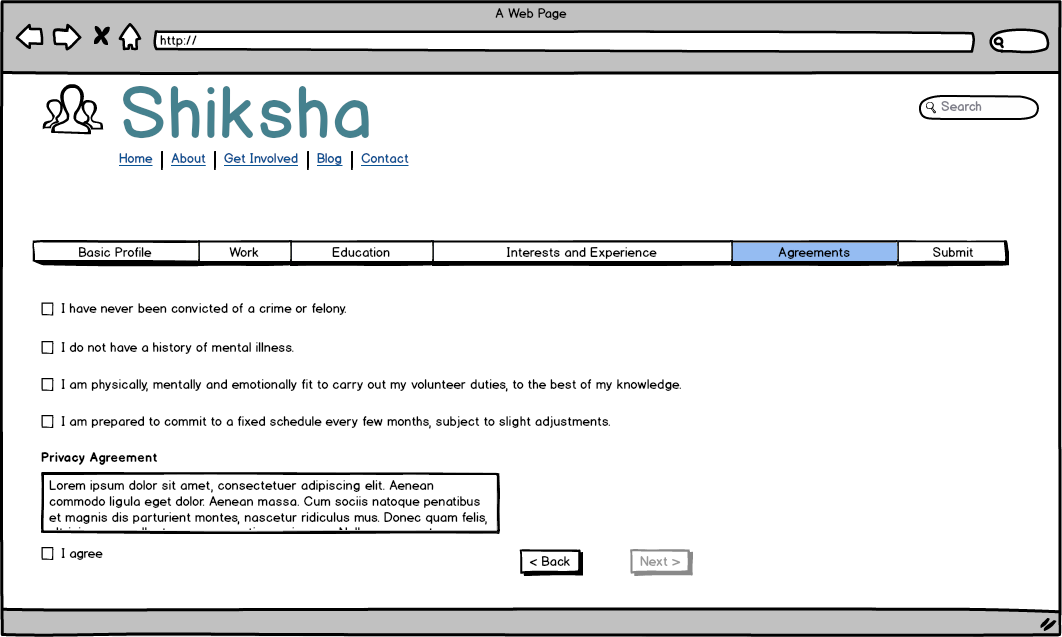 A Web Page
http://
Shiksha
Search
Home About Get Involved Blog Contact
Basic Profile Work Education Interests and Experience Agreements Submit
I have never been convicted of a crime or felony.
I do not have a history of mental illness.
I am physically, mentally and emotionally fit to carry out my volunteer duties, to the best of my knowledge.
I am prepared to commit to a fixed schedule every few months, subject to slight adjustments.
Privacy Agreement
Lorem ipsum dolor sit amet, consectetuer adipiscing elit. Aenean
commodo ligula eget dolor. Aenean massa. Cum sociis natoque penatibus
et magnis dis parturient montes, nascetur ridiculus mus. Donec quam felis,
I agree
< Back Next >